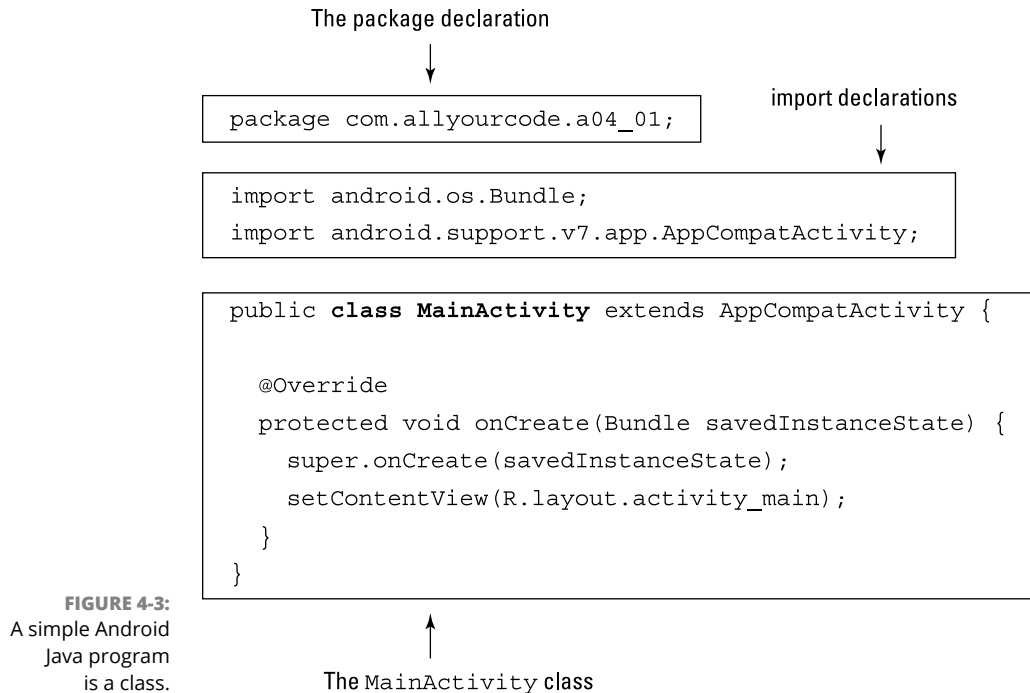 The package declaration
package com.allyourcode.a04_01;
import declarations
import android.os.Bundle;
import android.support.v7.app.AppCompatActivity;
public class MainActivity extends AppCompatActivity {
@Override
protected void onCreate(Bundle savedInstanceState) {
super.onCreate(savedInstanceState);
setContentView(R.layout.activity_main);
}
}
The MainActivity class
FIGURE 4-3:
A simple Android
Java program
is a class.